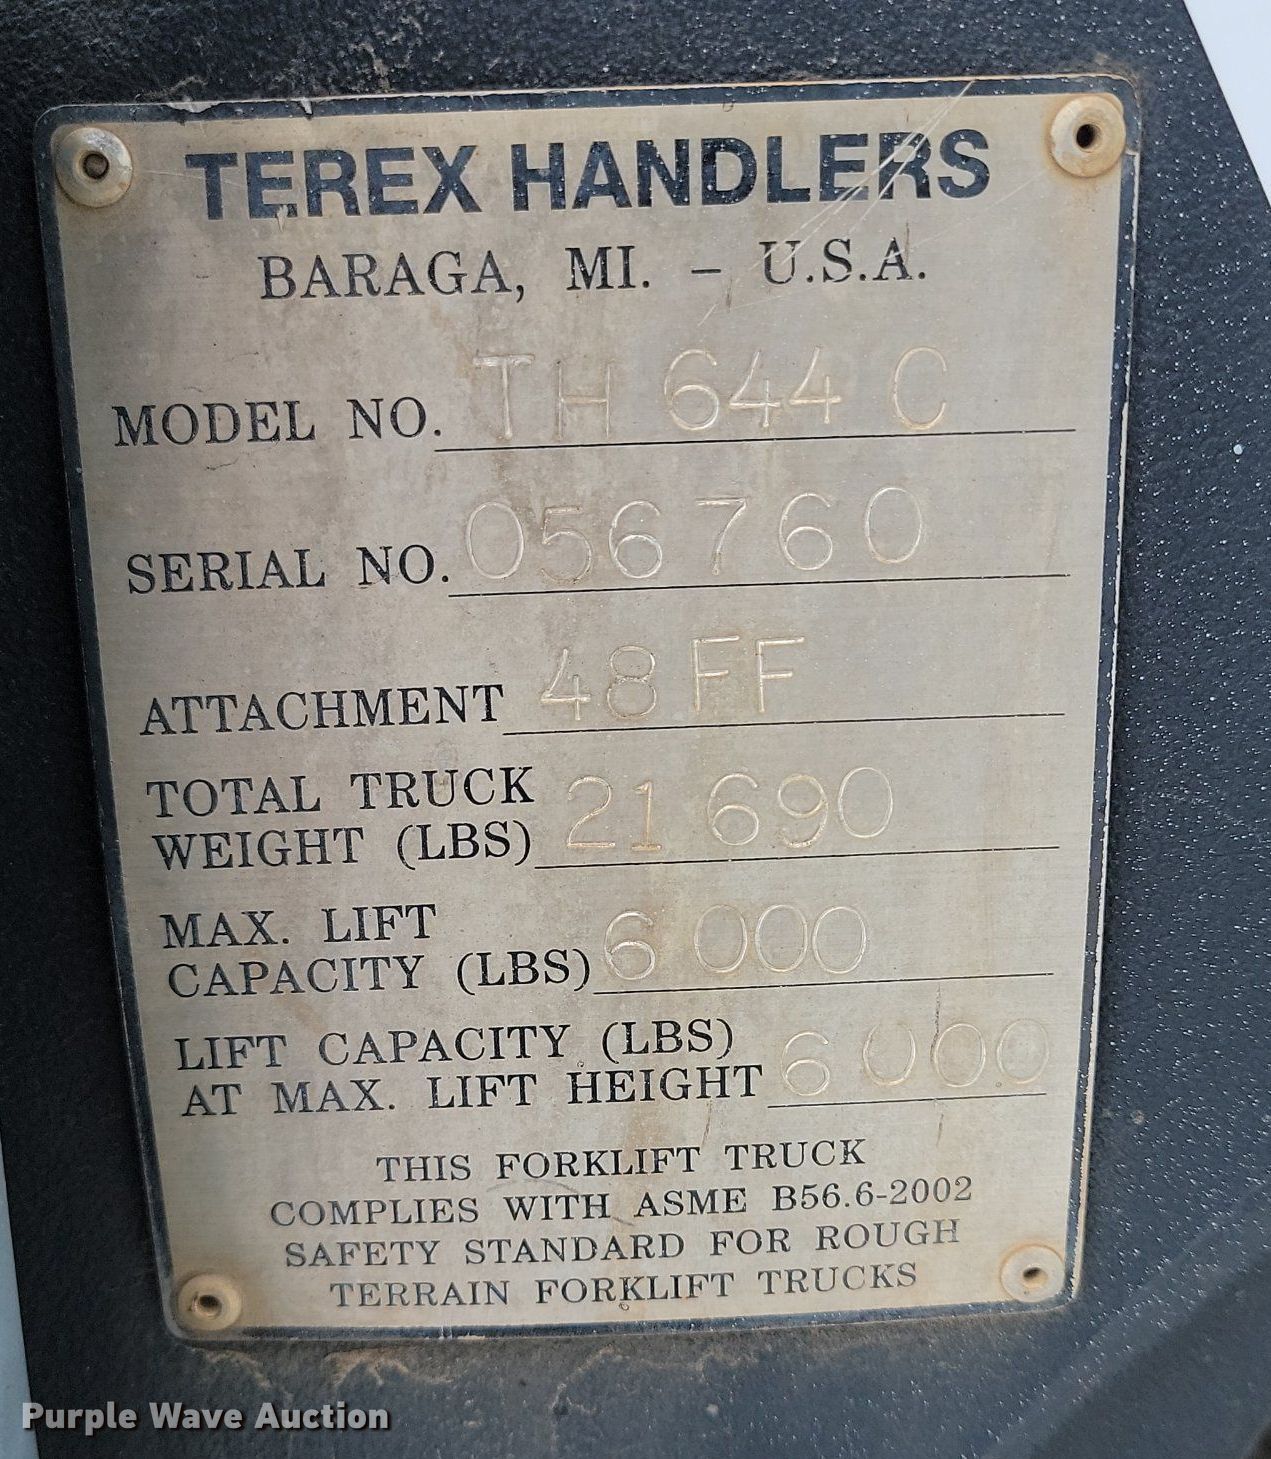 TEREX HANDLERS
BARAGA, MI. – U.S.A.
MODEL NO. TH 644 C
SERIAL NO. 056760
ATTACHMENT 48 FF
TOTAL TRUCK
WEIGHT (LBS) 21 690
MAX. LIFT
CAPACITY (LBS) 6 000
LIFT CAPACITY (LBS)
AT MAX. LIFT HEIGHT 6 000
THIS FORKLIFT TRUCK
COMPLIES WITH ASME B56.6-2002
SAFETY STANDARD FOR ROUGH
TERRAIN FORKLIFT TRUCKS
Purple Wave Auction